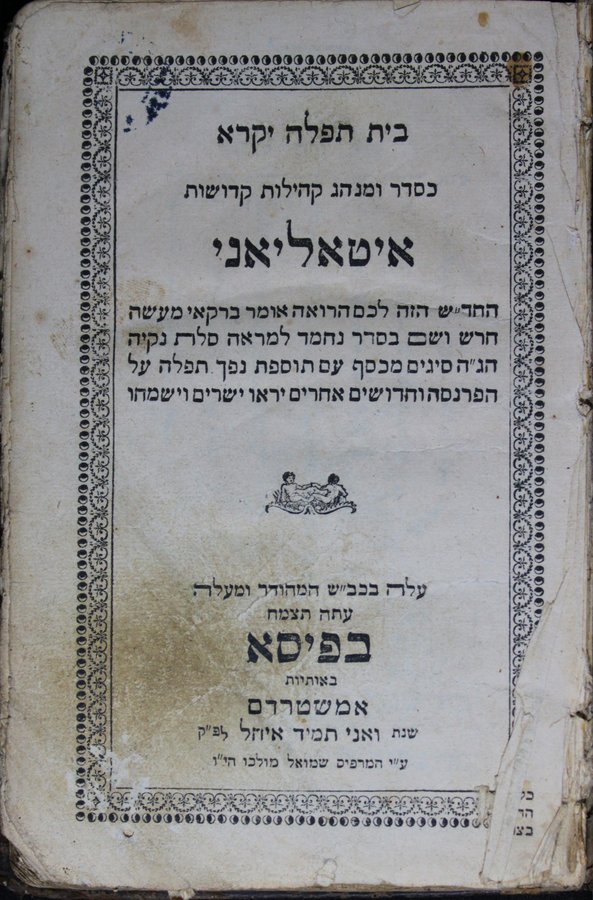 בית תפלה יקרא
כסדר ומנהג קהילות קדושות
איטאליאני
החד״ש הזה לכם הרואה אומר ברקאי מעשה
חרש ושם בסדר נחמד למראה סלת נקיה
הג״ה סיגים מכסף עם תוספת נפך. תפלה על
הפרנסה וחדושים אחרים יראו ישרים וישמחו
עלה בכב״ש המהודר ומעלה
עתה תצמח
בפיסא
באותיות
אמשטרדם
שנת ואני תמיד איחל לפ״ק
ע״י המדפיס שמואל מולכו הי״ו